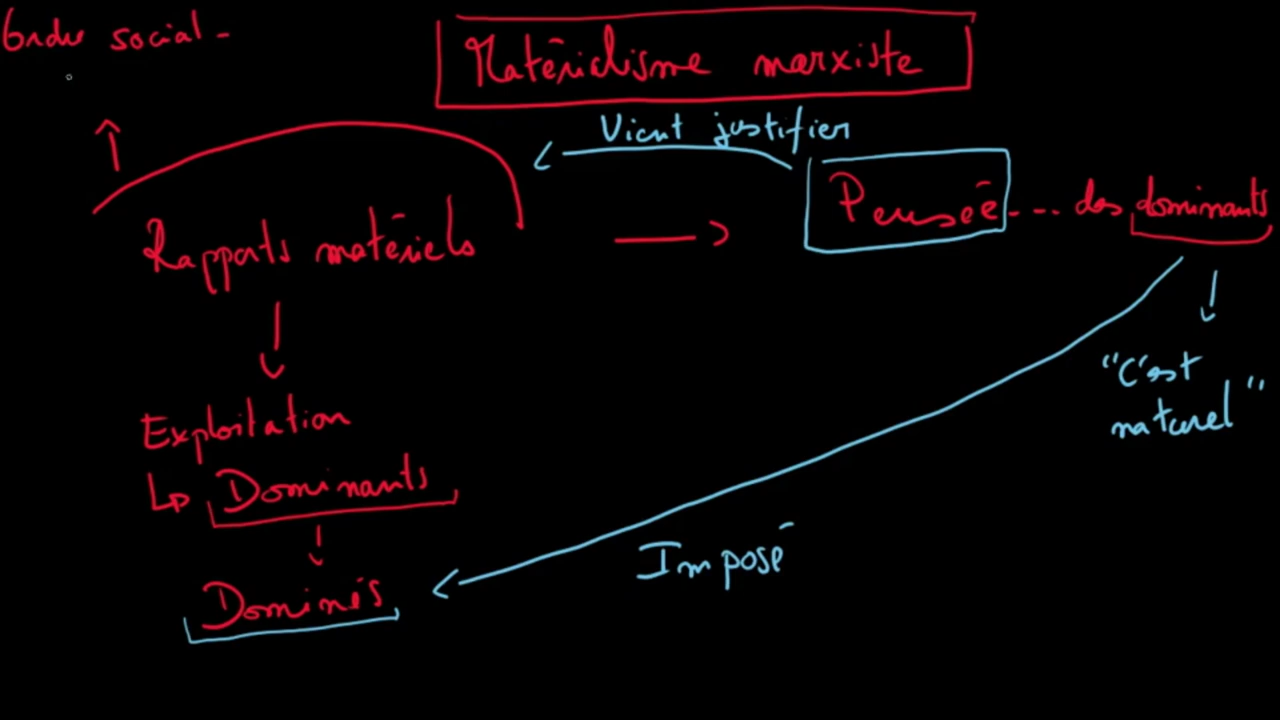 Ordre social -
Matérialisme marxiste
Vient justifier
Pensée ... des dominants
Rapports matériels
"C'est
naturel"
Exploitation
Dominants
Imposé
Dominés